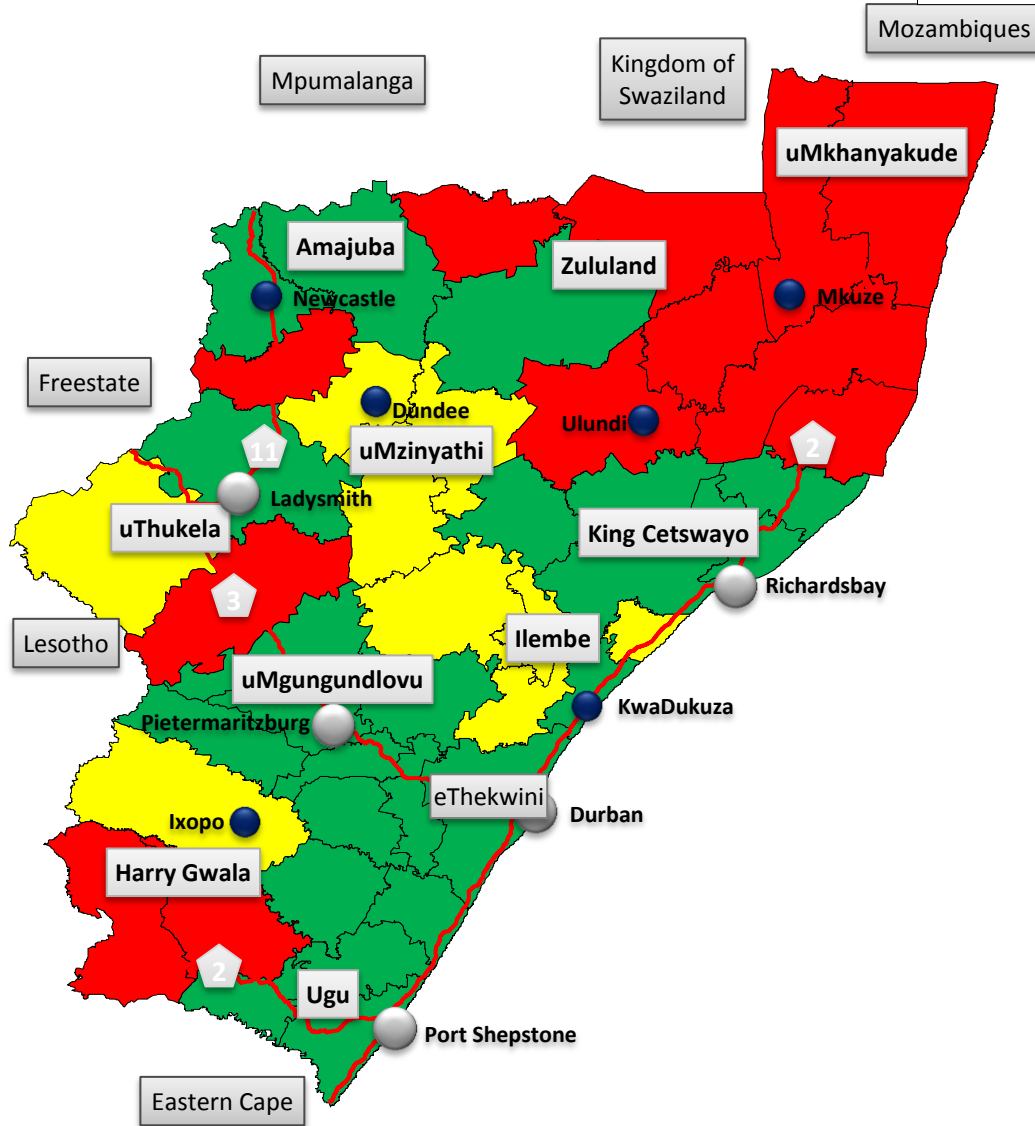 Mozambiques
Kingdom of
Swaziland
Mpumalanga
uMkhanyakude
Amajuba
Zululand
Newcastle
Mkuze
Freestate
Dundee
Ulundi
uMzinyathi
11
2
Ladysmith
uThukela
King Cetswayo
3
Richardsbay
Lesotho
Ilembe
uMgungundlovu
KwaDukuza
Pietermaritzburg
eThekwini
Ixopo
Durban
Harry Gwala
2
Ugu
Port Shepstone
Eastern Cape